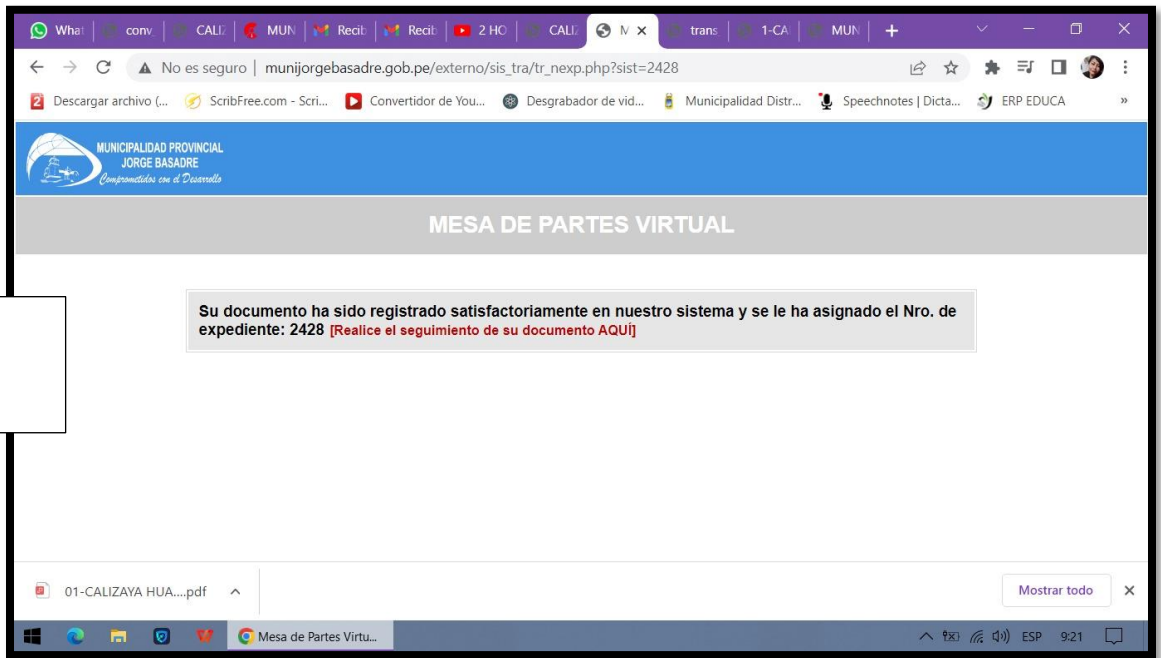 What
conv
CALIZ
MUN
Recib
Recib
2 HO
CALIZ
M
trans
1-CA
MUN
No es seguro | munijorgebasadre.gob.pe/externo/sis_tra/tr_nexp.php?sist=2428
Descargar archivo (...
ScribFree.com - Scri...
Convertidor de You...
Desgrabador de vid...
Municipalidad Distr...
Speechnotes | Dicta...
ERP EDUCA
»
MUNICIPALIDAD PROVINCIAL
JORGE BASADRE
Comprometidos con el Desarrollo
MESA DE PARTES VIRTUAL
Su documento ha sido registrado satisfactoriamente en nuestro sistema y se le ha asignado el Nro. de
expediente: 2428 [Realice el seguimiento de su documento AQUÍ]
01-CALIZAYA HUA....pdf
Mostrar todo
Mesa de Partes Virtu...
ESP
9:21